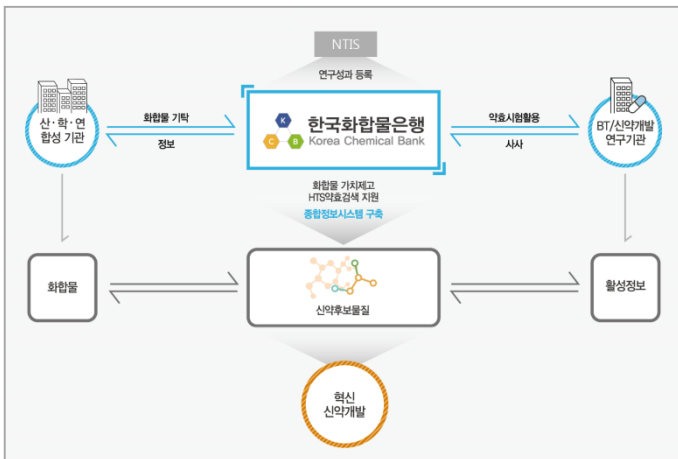 NTIS
연구성과 등록
산·학·연
합성 기관
화합물 기탁
정보
K
C
B
한국화합물은행
Korea Chemical Bank
약효시험활용
사사
BT/신약개발
연구기관
화합물 가치제고
HTS약효검색 지원
종합정보시스템 구축
화합물
신약후보물질
활성정보
혁신
신약개발